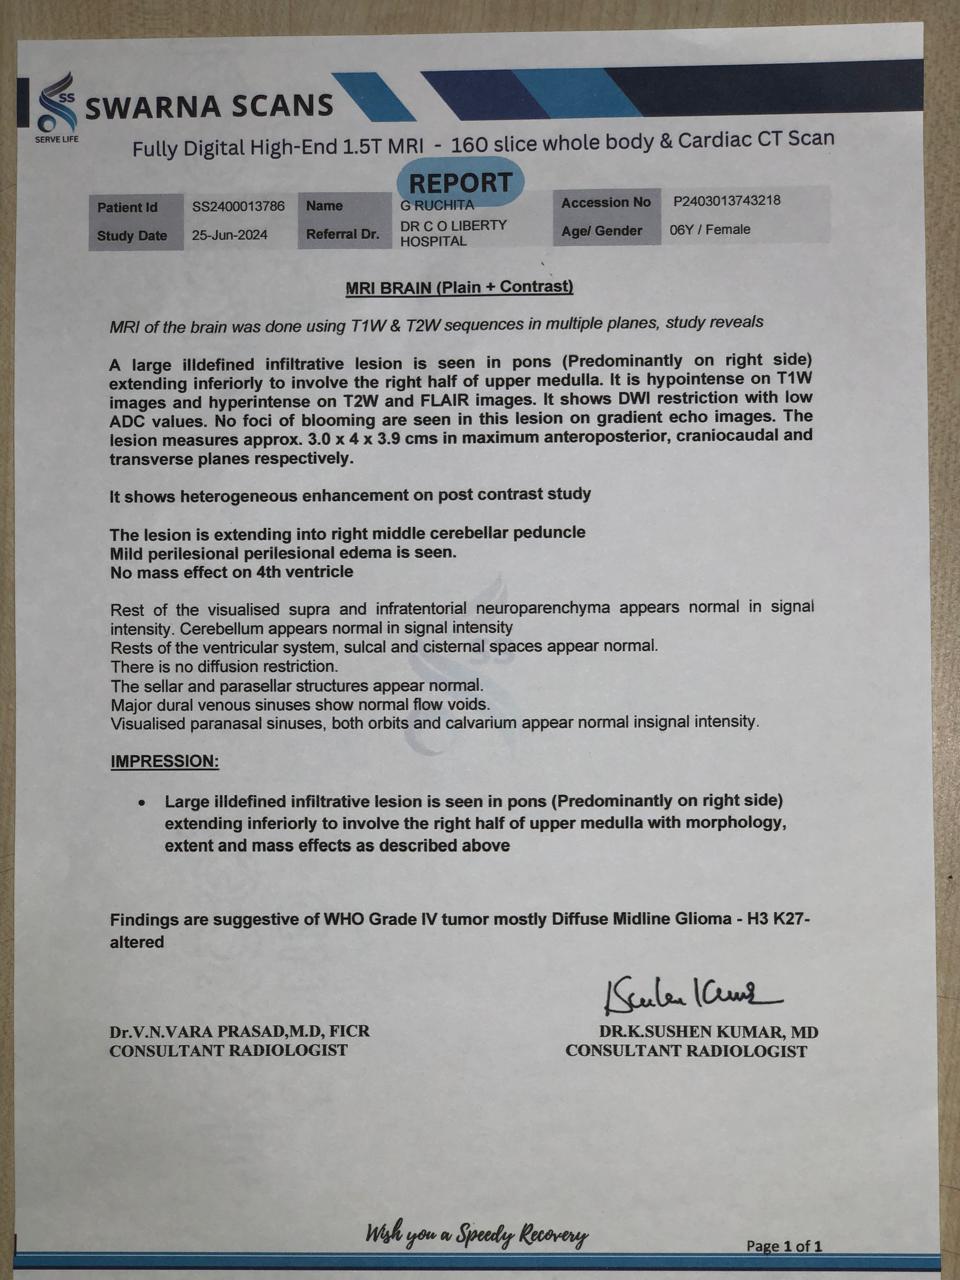 SS
SERVE LIFE
SWARNA SCANS
Fully Digital High-End 1.5T MRI - 160 slice whole body & Cardiac CT Scan
REPORT
Patient Id SS2400013786 Name G RUCHITA Accession No P2403013743218
Study Date 25-Jun-2024 Referral Dr. DR C O LIBERTY HOSPITAL Age/ Gender 06Y / Female
MRI BRAIN (Plain + Contrast)
MRI of the brain was done using T1W & T2W sequences in multiple planes, study reveals
A large illdefined infiltrative lesion is seen in pons (Predominantly on right side)
extending inferiorly to involve the right half of upper medulla. It is hypointense on T1W
images and hyperintense on T2W and FLAIR images. It shows DWI restriction with low
ADC values. No foci of blooming are seen in this lesion on gradient echo images. The
lesion measures approx. 3.0 x 4 x 3.9 cms in maximum anteroposterior, craniocaudal and
transverse planes respectively.
It shows heterogeneous enhancement on post contrast study
The lesion is extending into right middle cerebellar peduncle
Mild perilesional perilesional edema is seen.
No mass effect on 4th ventricle
Rest of the visualised supra and infratentorial neuroparenchyma appears normal in signal
intensity. Cerebellum appears normal in signal intensity
Rests of the ventricular system, sulcal and cisternal spaces appear normal.
There is no diffusion restriction.
The sellar and parasellar structures appear normal.
Major dural venous sinuses show normal flow voids.
Visualised paranasal sinuses, both orbits and calvarium appear normal insignal intensity.
IMPRESSION:
• Large illdefined infiltrative lesion is seen in pons (Predominantly on right side)
extending inferiorly to involve the right half of upper medulla with morphology,
extent and mass effects as described above
Findings are suggestive of WHO Grade IV tumor mostly Diffuse Midline Glioma - H3 K27-
altered
Dr.V.N.VARA PRASAD,M.D, FICR
CONSULTANT RADIOLOGIST
DR.K.SUSHEN KUMAR, MD
CONSULTANT RADIOLOGIST
Wish you a Speedy Recovery
Page 1 of 1